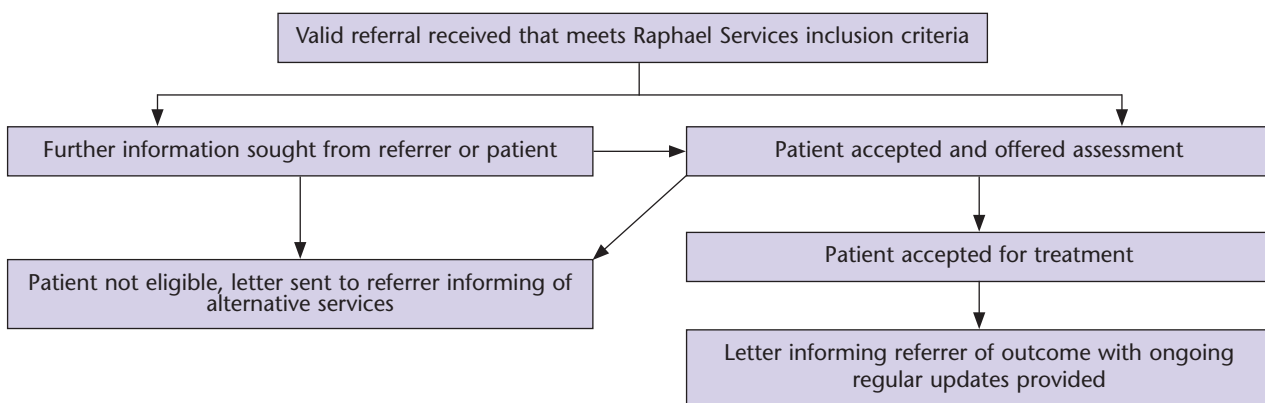 Valid referral received that meets Raphael Services inclusion criteria
Further information sought from referrer or patient
Patient accepted and offered assessment
Patient not eligible, letter sent to referrer informing of
alternative services
Patient accepted for treatment
Letter informing referrer of outcome with ongoing
regular updates provided